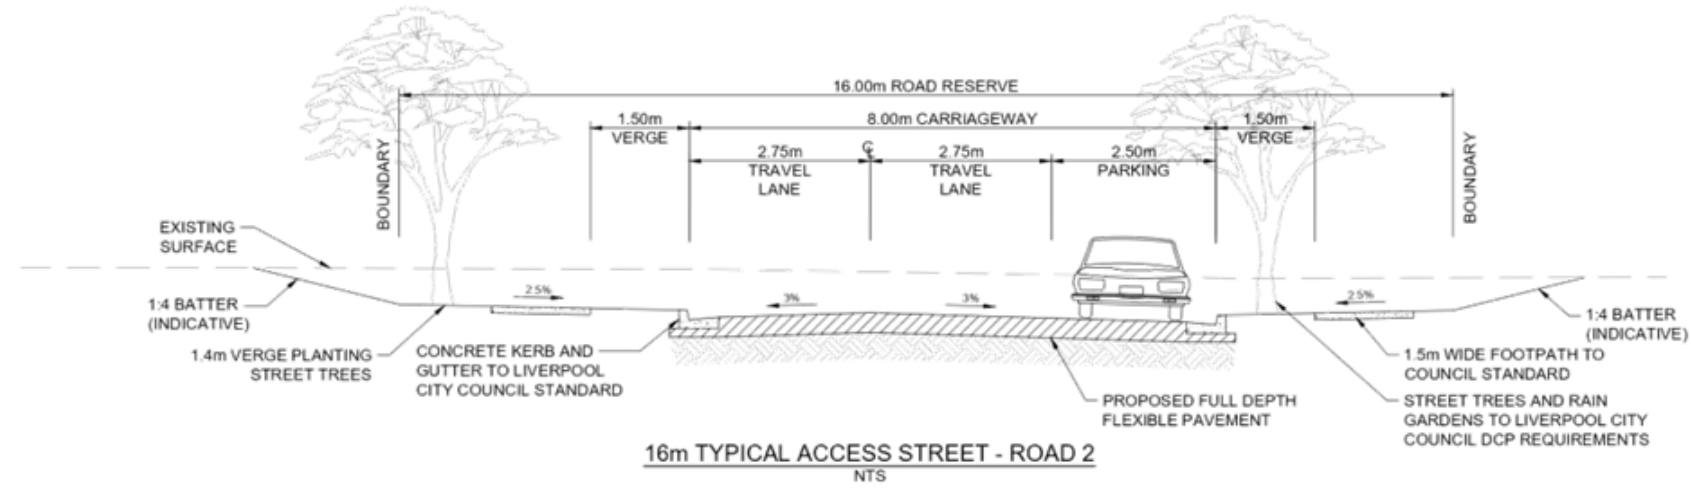 16.00m ROAD RESERVE
1.50m
VERGE
8.00m CARRIAGEWAY
1.50m
VERGE
BOUNDARY
2.75m
TRAVEL
LANE
℄
2.75m
TRAVEL
LANE
2.50m
PARKING
BOUNDARY
EXISTING
SURFACE
2.5%
3%
3%
2.5%
1:4 BATTER
(INDICATIVE)
1:4 BATTER
(INDICATIVE)
1.4m VERGE PLANTING
STREET TREES
CONCRETE KERB AND
GUTTER TO LIVERPOOL
CITY COUNCIL STANDARD
1.5m WIDE FOOTPATH TO
COUNCIL STANDARD
PROPOSED FULL DEPTH
FLEXIBLE PAVEMENT
STREET TREES AND RAIN
GARDENS TO LIVERPOOL CITY
COUNCIL DCP REQUIREMENTS
16m TYPICAL ACCESS STREET - ROAD 2
NTS